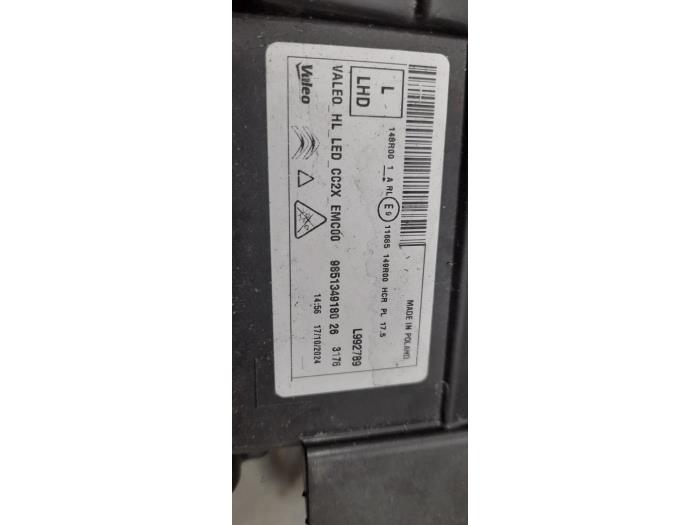 MADE IN POLAND
L
148R00 1 A RL E9 11685 149R00 HCR PL 17.5
LHD
L992789
Valeo VALEO_HL_LED_CC2X_EMC00 9851349180 26 3176
14:56 17/10/2024